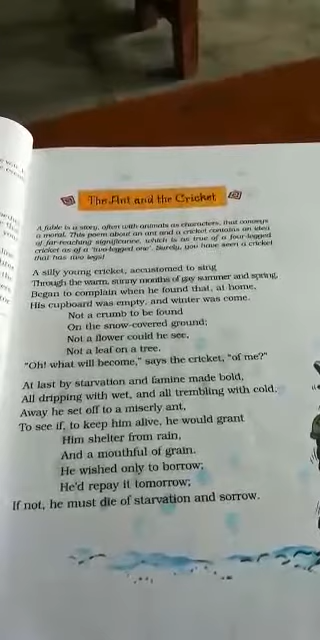 The Ant and the Cricket
A fable is a story, often with animals as characters, that conveys
a moral. This poem about an ant and a cricket contains an idea
of far-reaching significance, which is as true of a four-legged
cricket as of a 'two-legged one'. Surely, you have seen a cricket
that has two legs!
A silly young cricket, accustomed to sing
Through the warm, sunny months of gay summer and spring,
Began to complain when he found that, at home,
His cupboard was empty, and winter was come.
Not a crumb to be found
On the snow-covered ground;
Not a flower could he see,
Not a leaf on a tree.
"Oh! what will become," says the cricket, "of me?"
At last by starvation and famine made bold,
All dripping with wet, and all trembling with cold,
Away he set off to a miserly ant,
To see if, to keep him alive, he would grant
Him shelter from rain,
And a mouthful of grain.
He wished only to borrow;
He'd repay it tomorrow;
If not, he must die of starvation and sorrow.